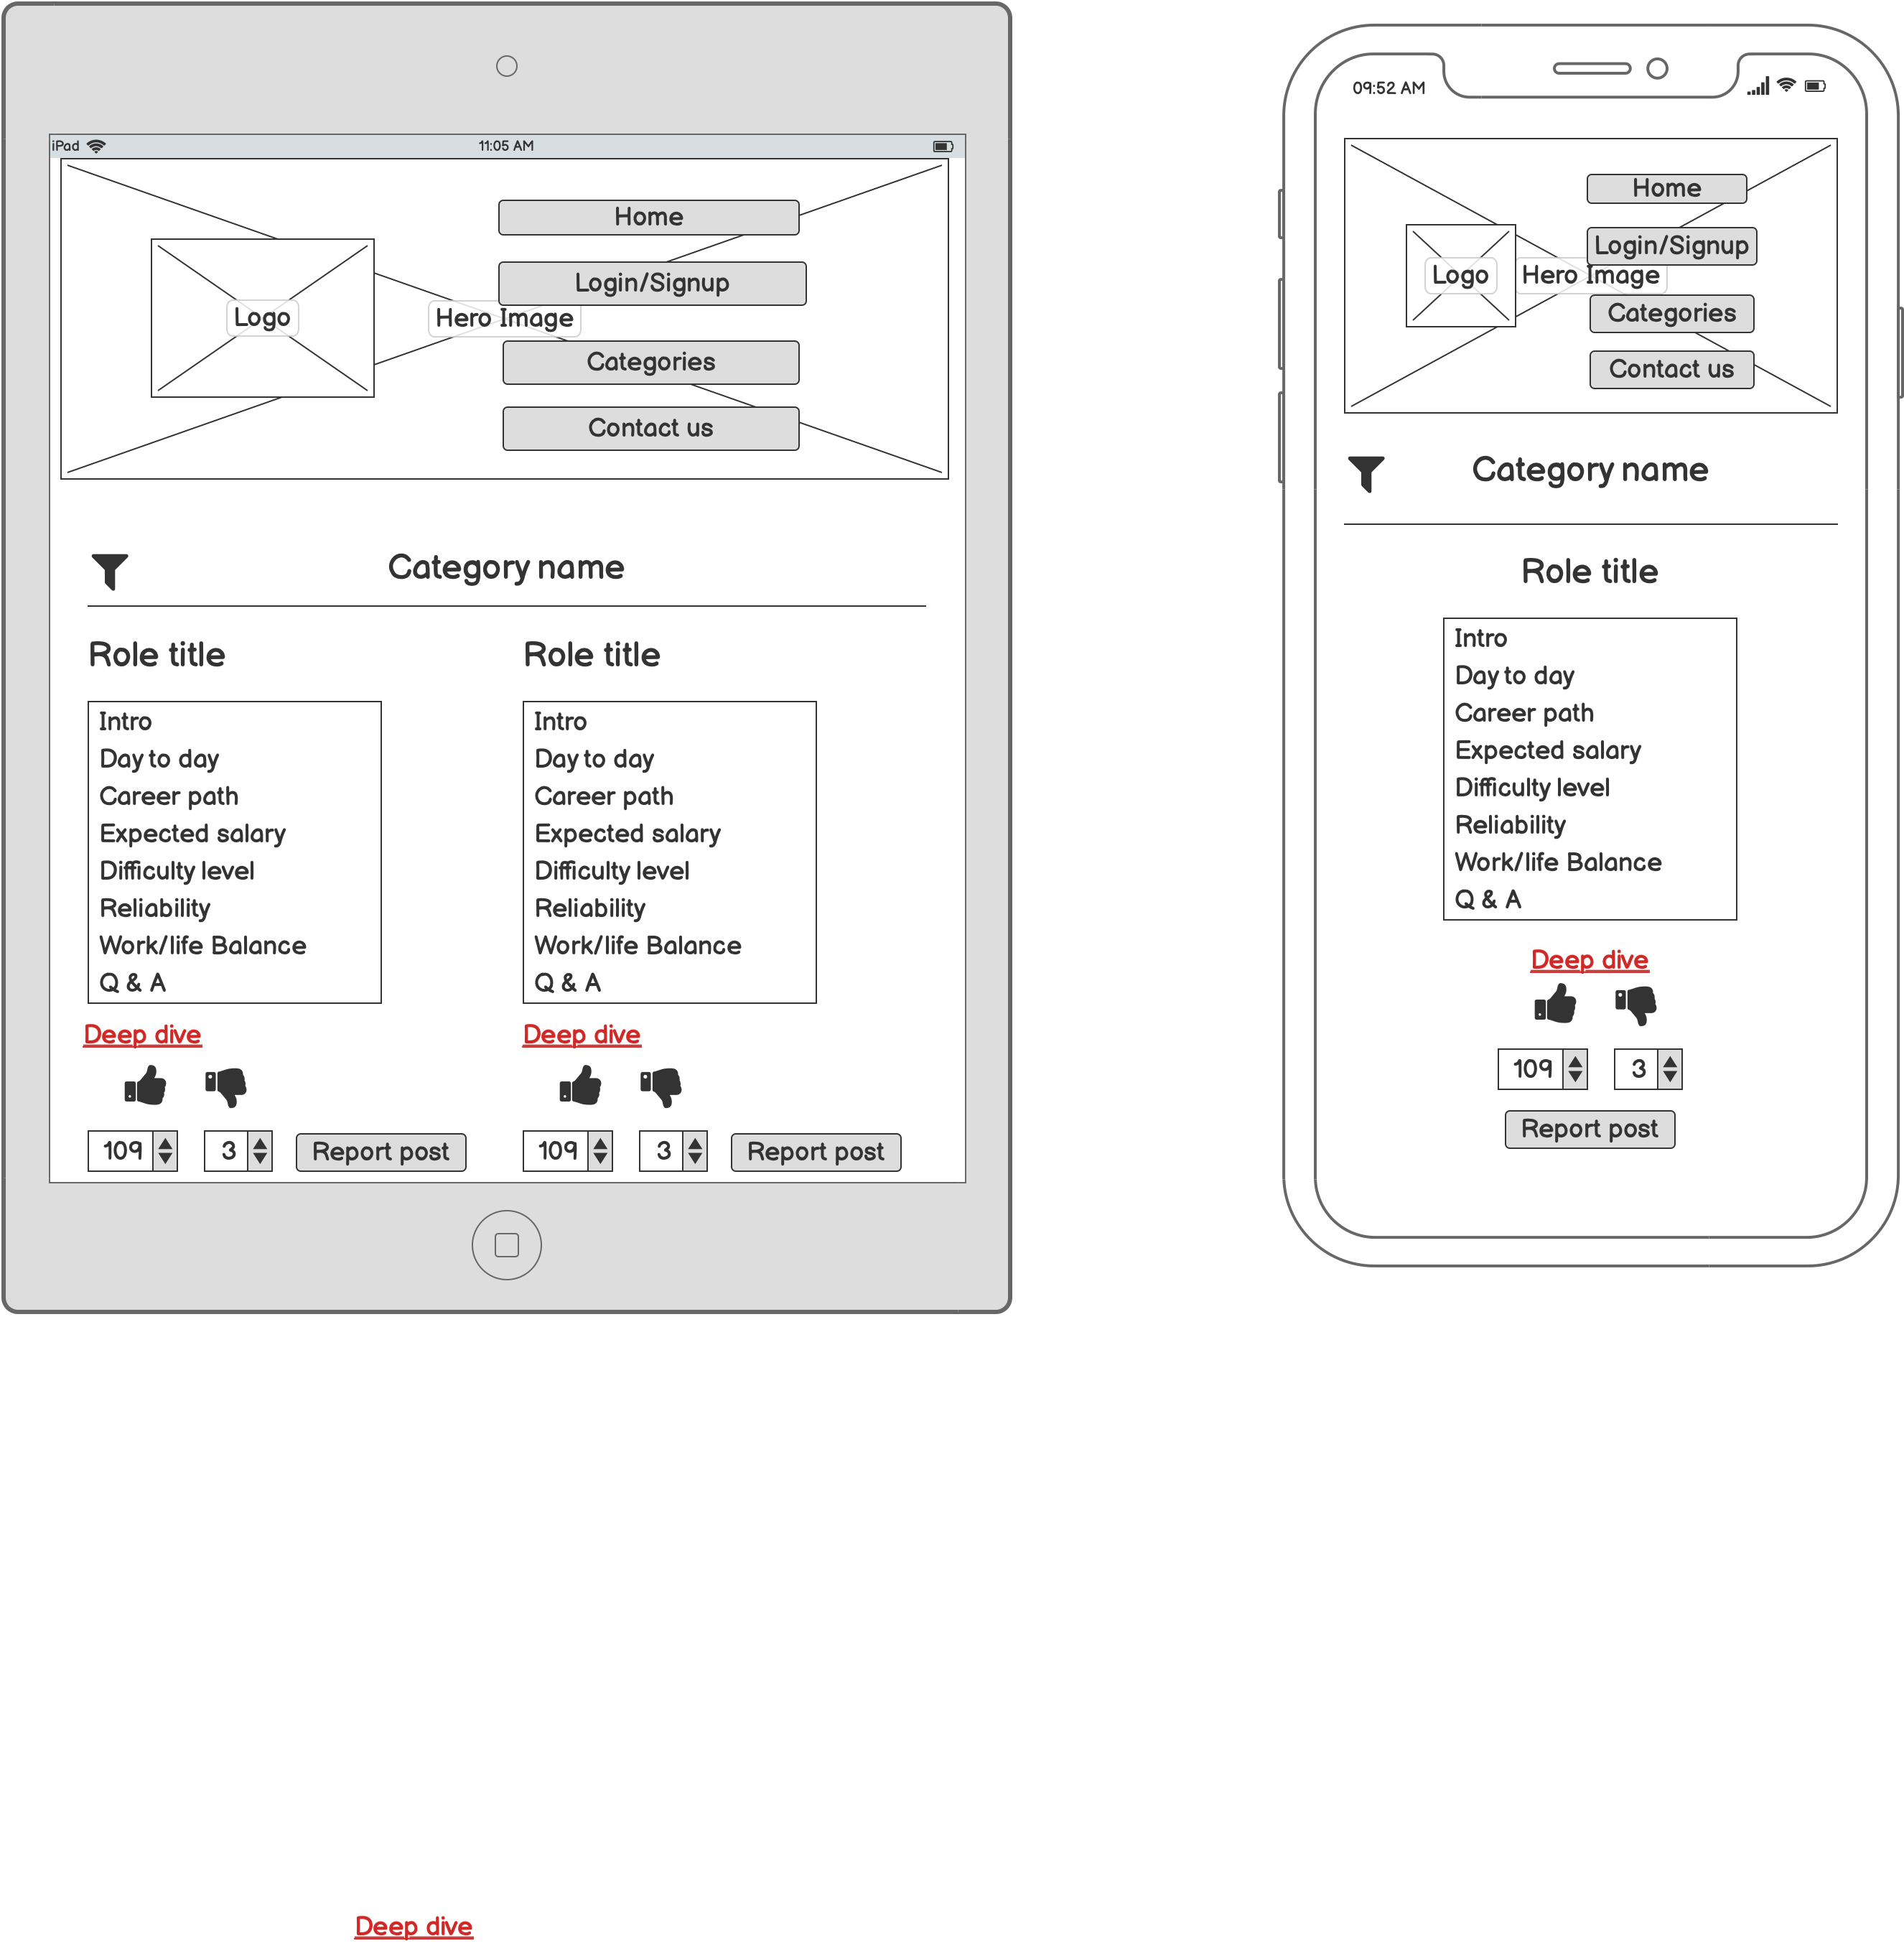 iPad
11:05 AM
Home
Login/Signup
Logo
Hero Image
Categories
Contact us
Category name
Role title
Intro
Day to day
Career path
Expected salary
Difficulty level
Reliability
Work/life Balance
Q & A
Deep dive
109
3
Report post
Role title
Intro
Day to day
Career path
Expected salary
Difficulty level
Reliability
Work/life Balance
Q & A
Deep dive
109
3
Report post
09:52 AM
Home
Login/Signup
Logo
Hero Image
Categories
Contact us
Category name
Role title
Intro
Day to day
Career path
Expected salary
Difficulty level
Reliability
Work/life Balance
Q & A
Deep dive
109
3
Report post
Deep dive